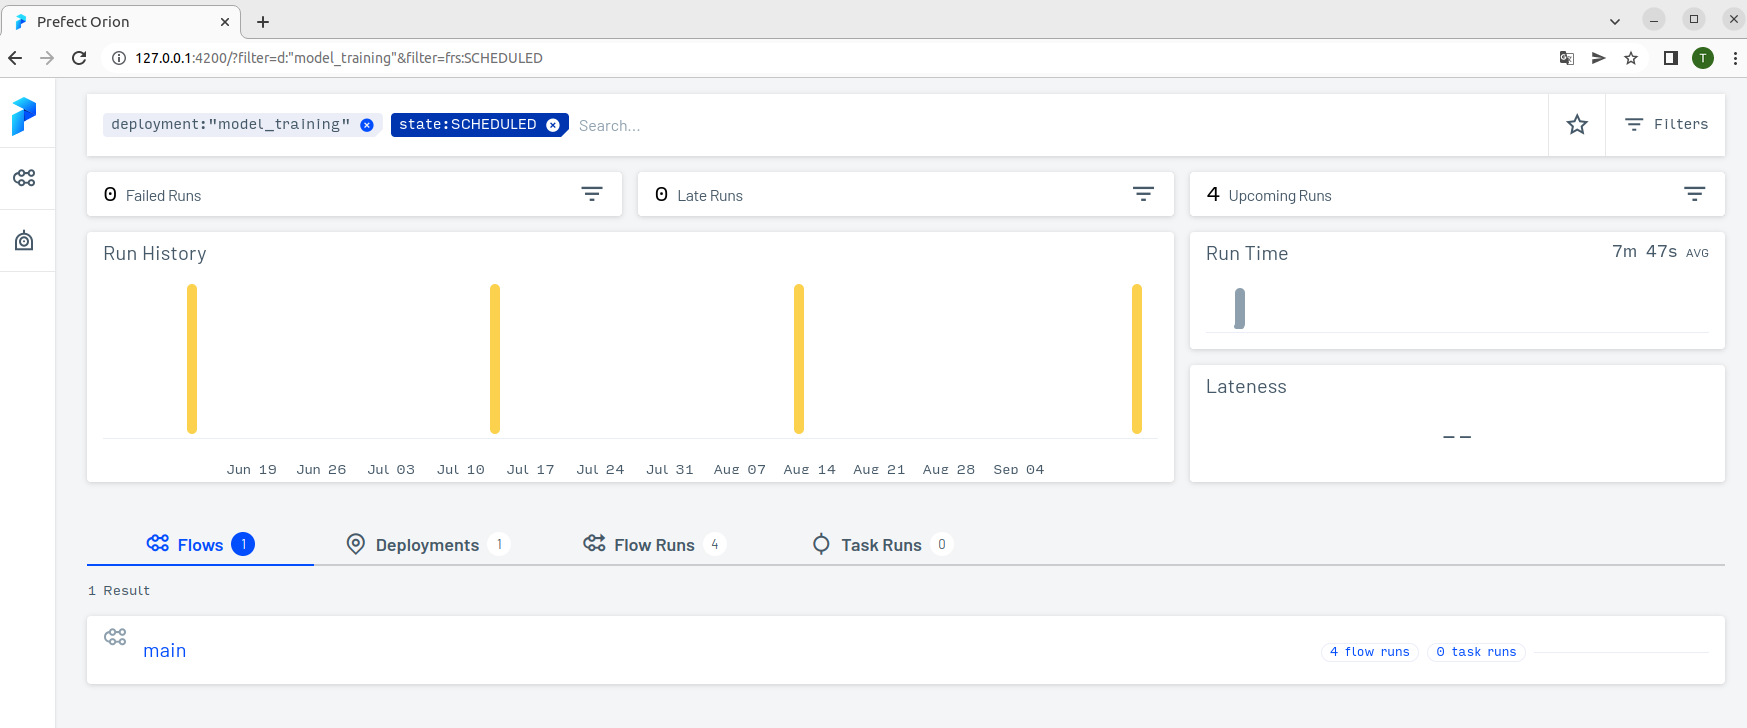 Prefect Orion
127.0.0.1:4200/?filter=d:"model_training"&filter=frs:SCHEDULED
T
deployment:"model_training" state:SCHEDULED Search... Filters
0 Failed Runs 0 Late Runs 4 Upcoming Runs
Run History Run Time 7m 47s AVG
Lateness
--
Jun 19 Jun 26 Jul 03 Jul 10 Jul 17 Jul 24 Jul 31 Aug 07 Aug 14 Aug 21 Aug 28 Sep 04
Flows 1 Deployments 1 Flow Runs 4 Task Runs 0
1 Result
main 4 flow runs 0 task runs